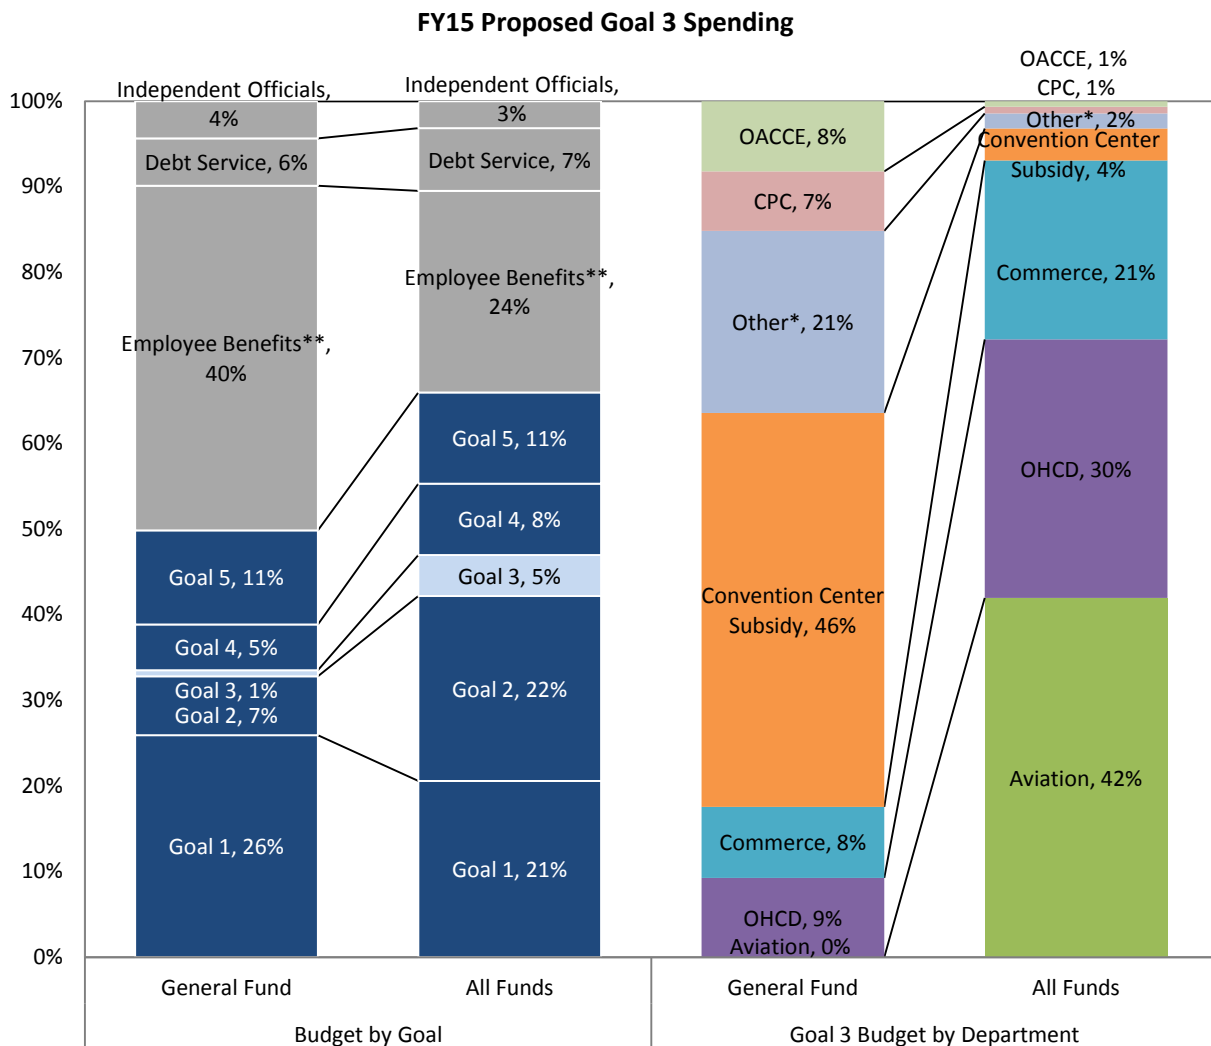 FY15 Proposed Goal 3 Spending
100%
90%
80%
70%
60%
50%
40%
30%
20%
10%
0%
Independent Officials,
4%
Debt Service, 6%
Employee Benefits**,
40%
Goal 5, 11%
Goal 4, 5%
Goal 3, 1%
Goal 2, 7%
Goal 1, 26%
Independent Officials,
3%
Debt Service, 7%
Employee Benefits**,
24%
Goal 5, 11%
Goal 4, 8%
Goal 3, 5%
Goal 2, 22%
Goal 1, 21%
OACCE, 8%
CPC, 7%
Other*, 21%
Convention Center
Subsidy, 46%
Commerce, 8%
OHCD, 9%
Aviation, 0%
OACCE, 1%
CPC, 1%
Other*, 2%
Convention Center
Subsidy, 4%
Commerce, 21%
OHCD, 30%
Aviation, 42%
General Fund
All Funds
General Fund
All Funds
Budget by Goal
Goal 3 Budget by Department